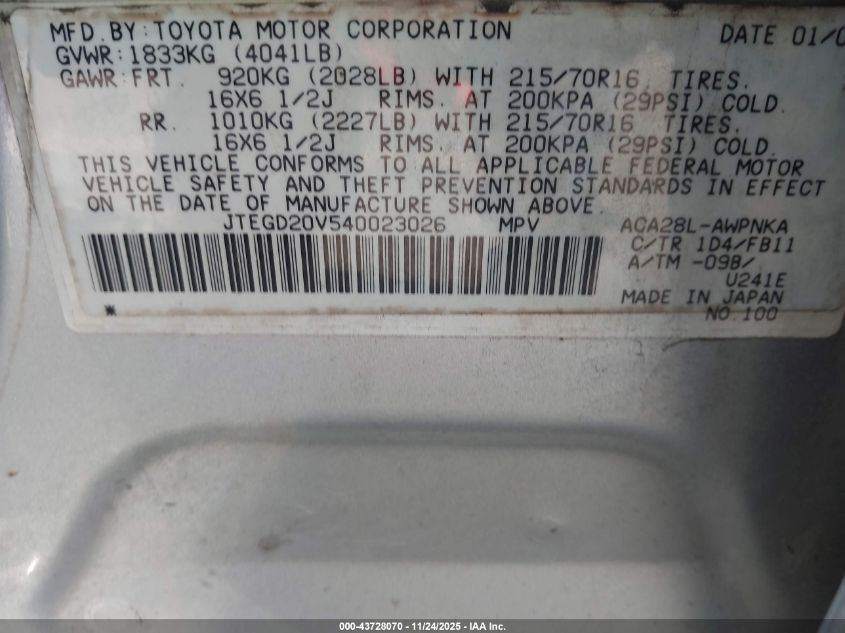 MFD.BY:TOYOTA MOTOR CORPORATION DATE 01/0
GVWR:1833KG (4041LB)
GAWR:FRT. 920KG (2028LB) WITH 215/70R16 TIRES.
16X6 1/2J RIMS. AT 200KPA (29PSI) COLD.
RR. 1010KG (2227LB) WITH 215/70R16 TIRES.
16X6 1/2J RIMS. AT 200KPA (29PSI) COLD.
THIS VEHICLE CONFORMS TO ALL APPLICABLE FEDERAL MOTOR
VEHICLE SAFETY AND THEFT PREVENTION STANDARDS IN EFFECT
ON THE DATE OF MANUFACTURE SHOWN ABOVE.
JTEGD20V540023026 MPV ACA28L-AWPNKA
C/TR 1D4/FB11
A/TM -09B/
U241E
MADE IN JAPAN
NO.100
000-43728070 - 11/24/2025 - IAA Inc.